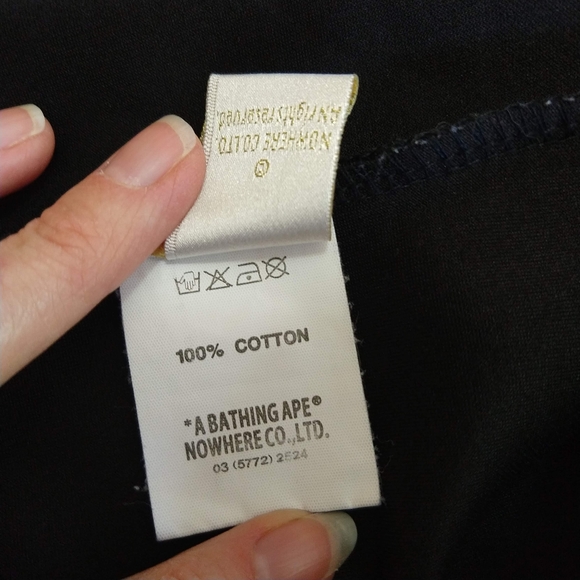 ©
NOWHERE CO.LTD.
All rights reserved.
100% COTTON
*A BATHING APE®
NOWHERE CO.,LTD.
03 (5772) 2524